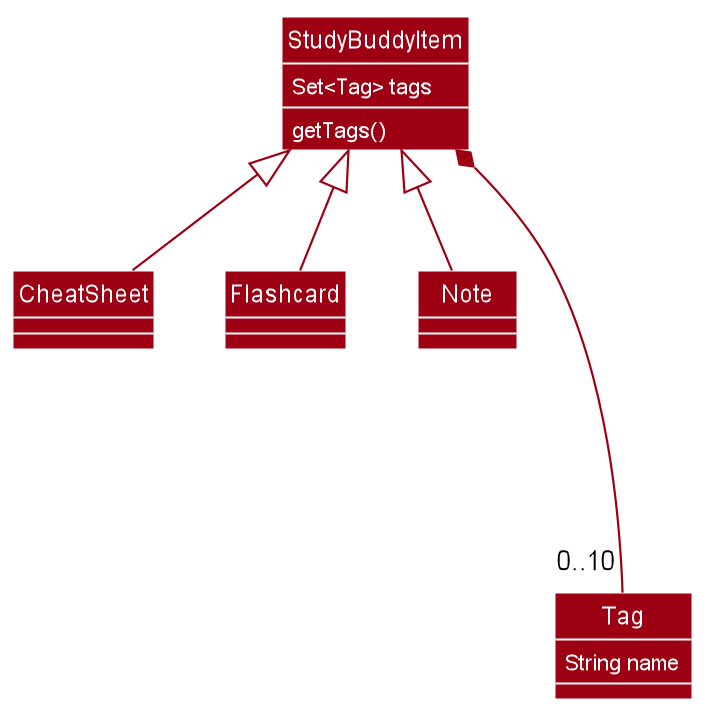 StudyBuddyItem
Set<Tag> tags
getTags()
CheatSheet
Flashcard
Note
0..10
Tag
String name